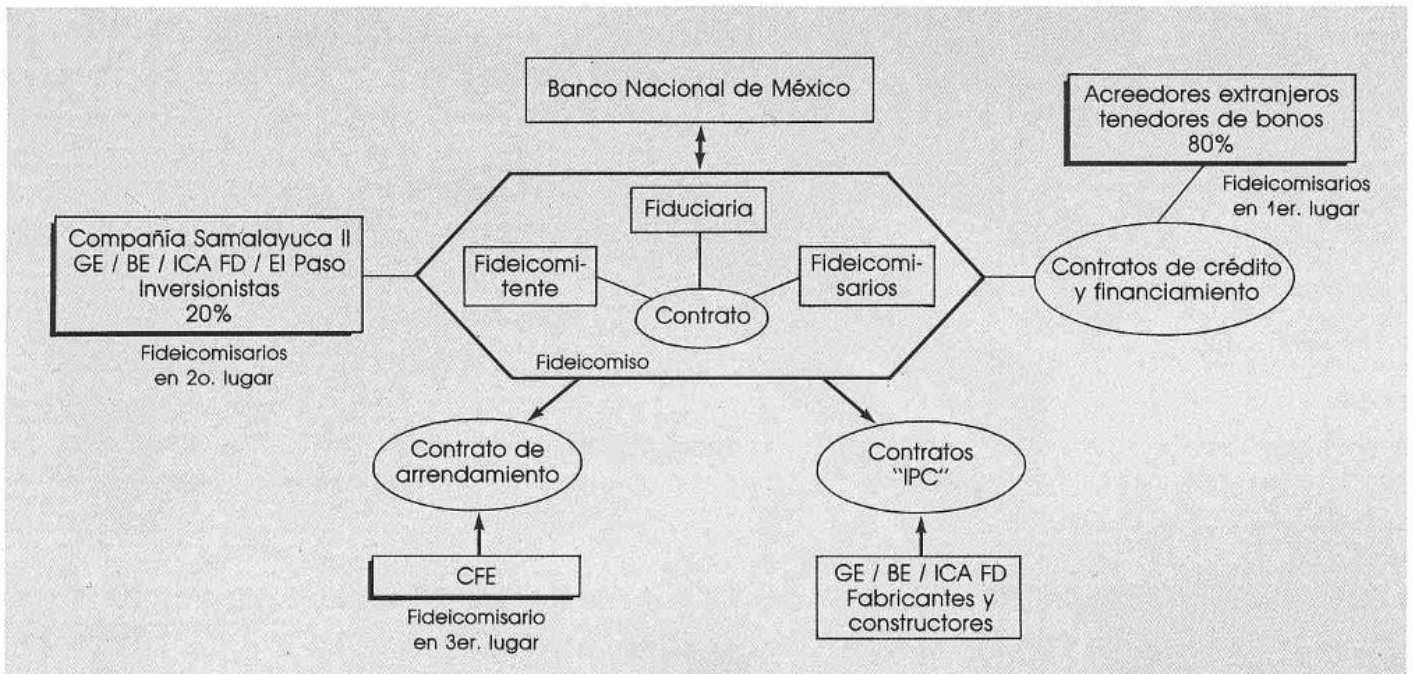 Banco Nacional de México
Acreedores extranjeros
tenedores de bonos
80%
Fideicomisarios
en 1er. lugar
Fiduciaria
Compañía Samalayuca II
GE / BE / ICA FD / El Paso
Inversionistas
20%
Fideicomisarios
en 2o. lugar
Fideicomi-
tente
Fideicomi-
sarios
Contrato
Fideicomiso
Contratos de crédito
y financiamiento
Contrato de
arrendamiento
Contratos
"IPC"
CFE
Fideicomisario
en 3er. lugar
GE / BE / ICA FD
Fabricantes y
constructores